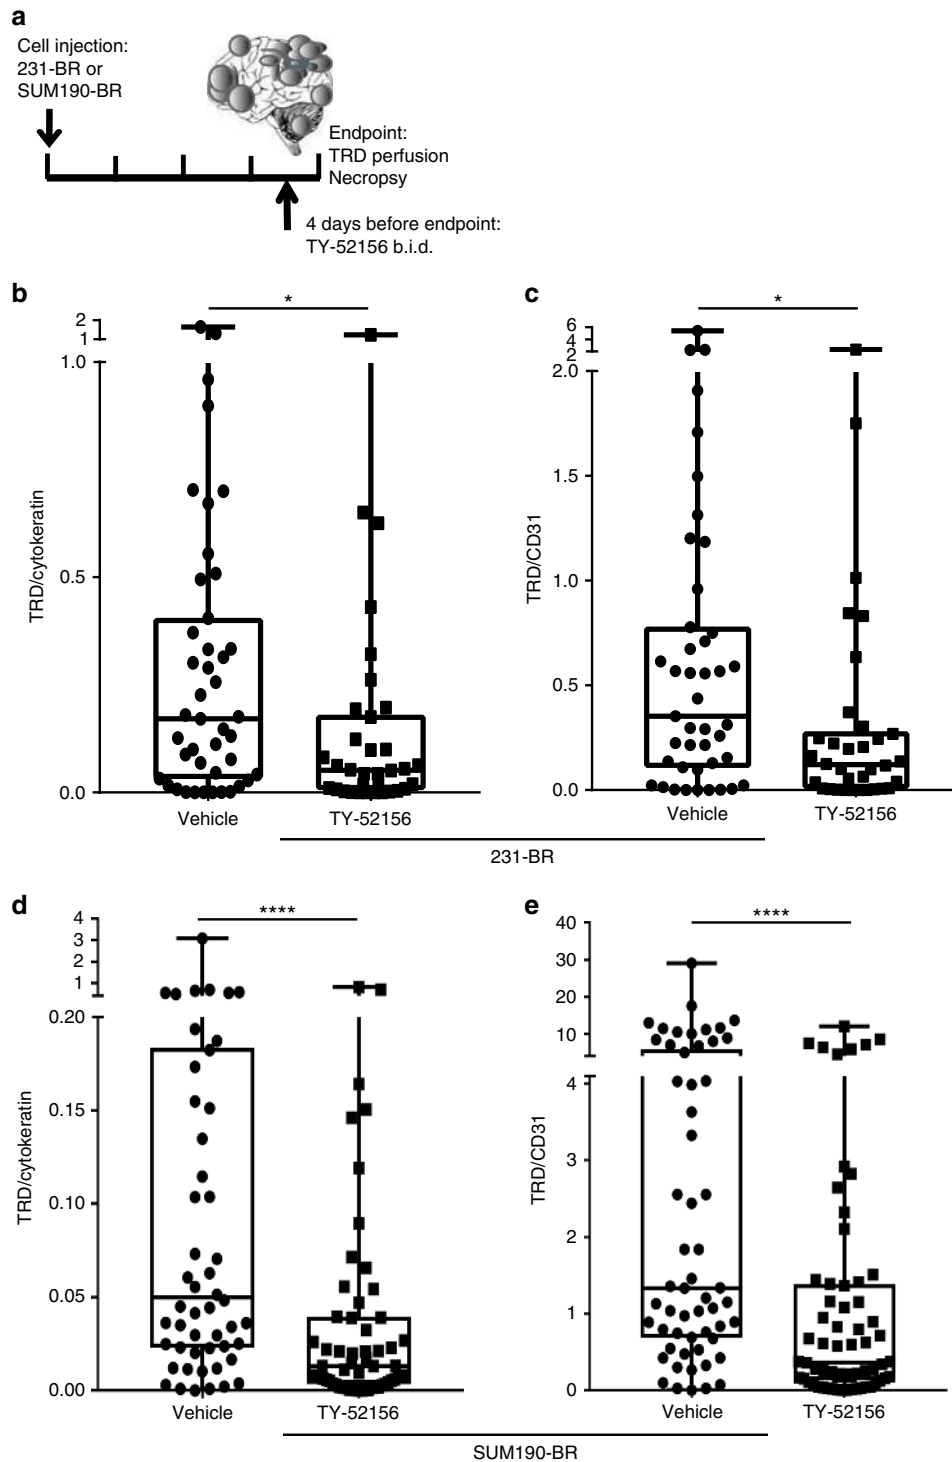 a
Cell injection:
231-BR or
SUM190-BR
Endpoint:
TRD perfusion
Necropsy
4 days before endpoint:
TY-52156 b.i.d.
b
*
2
1
1.0
0.5
0.0
TRD/cytokeratin
Vehicle
TY-52156
c
*
6
4
2
2.0
1.5
1.0
0.5
0.0
TRD/CD31
Vehicle
TY-52156
231-BR
d
****
4
3
2
1
0.20
0.15
0.10
0.05
0.00
TRD/cytokeratin
Vehicle
TY-52156
e
****
40
30
20
10
4
3
2
1
0
TRD/CD31
Vehicle
TY-52156
SUM190-BR